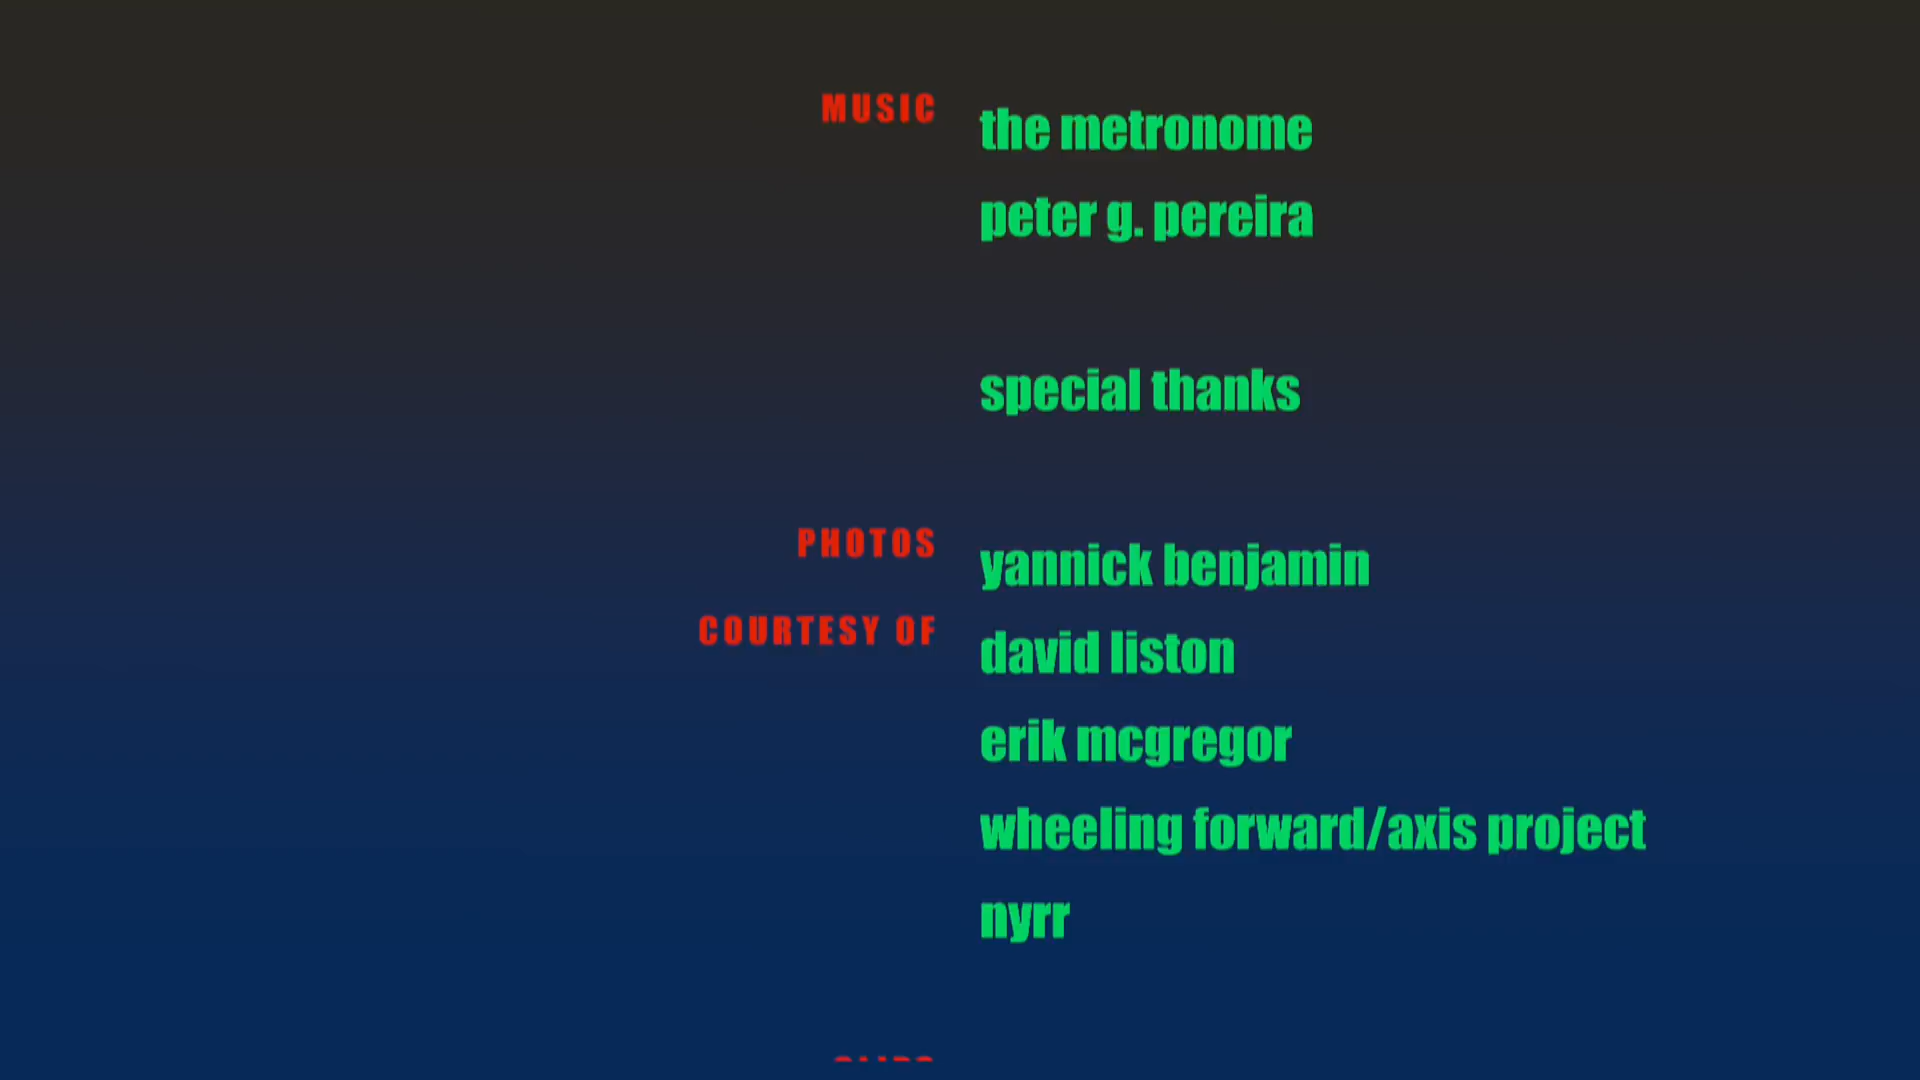 MUSIC the metronome
peter g. pereira
special thanks
PHOTOS yannick benjamin
COURTESY OF david liston
erik mcgregor
wheeling forward/axis project
nyrr